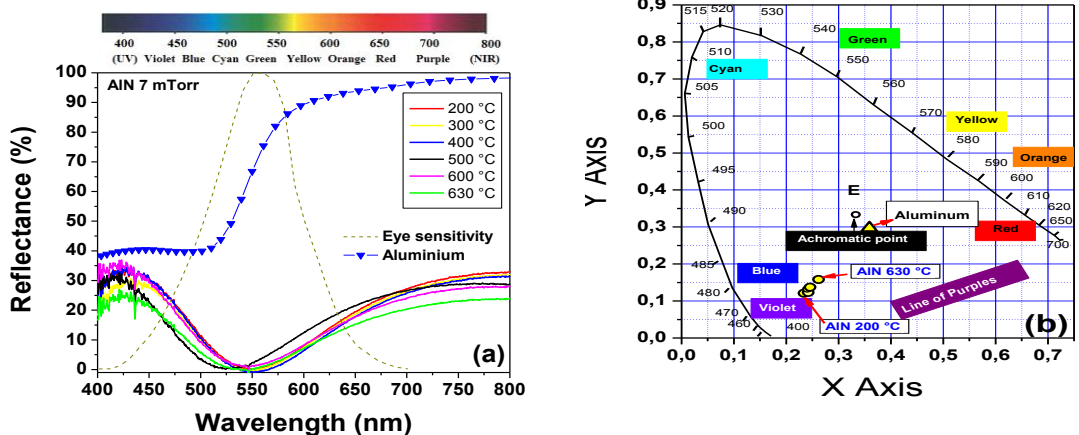 380 400 450 500 550 600 650 700 800
(UV) Violet Blue Cyan Green Yellow Orange Red Purple (NIR)
AlN 7 mTorr
200 °C
300 °C
400 °C
500 °C
600 °C
630 °C
Eye sensitivity
Aluminium
(a)
100
90
80
70
60
50
40
30
20
10
0
Reflectance (%)
400 450 500 550 600 650 700 750 800
Wavelength (nm)
0,9
0,8
0,7
0,6
0,5
0,4
0,3
0,2
0,1
0,0
Y AXIS
515 520 530
540
510
550
505
560
500
570
580
495
590
600
610
620
650
700
490
485
480
470
460
400
Green
Cyan
Yellow
Orange
E
Aluminum
Red
Achromatic point
Blue
AlN 630 °C
Violet
Line of Purples
AlN 200 °C
(b)
0,0 0,1 0,2 0,3 0,4 0,5 0,6 0,7
X Axis